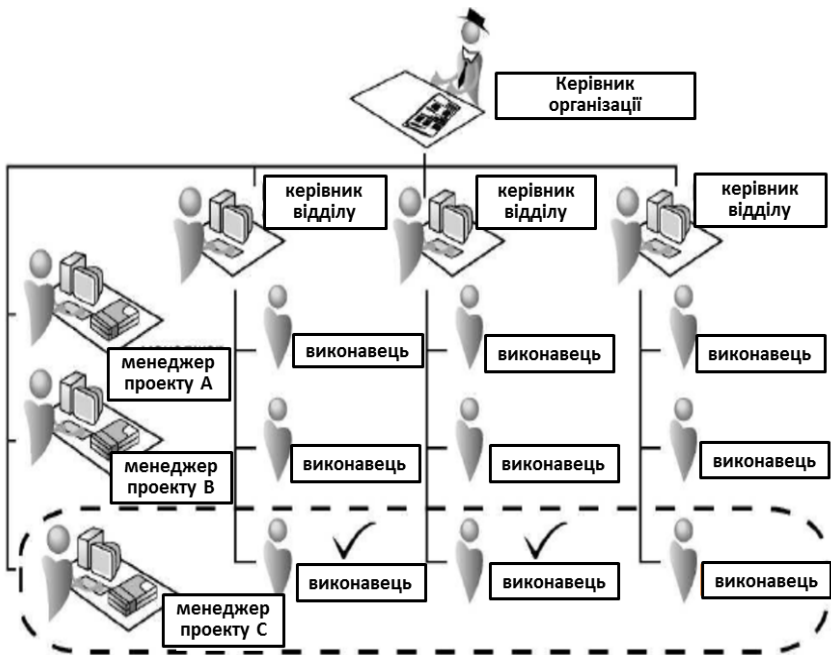 Керівник
організації
керівник
відділу
керівник
відділу
керівник
відділу
менеджер
проекту А
виконавець
виконавець
виконавець
менеджер
проекту В
виконавець
виконавець
виконавець
менеджер
проекту С
виконавець
виконавець
виконавець